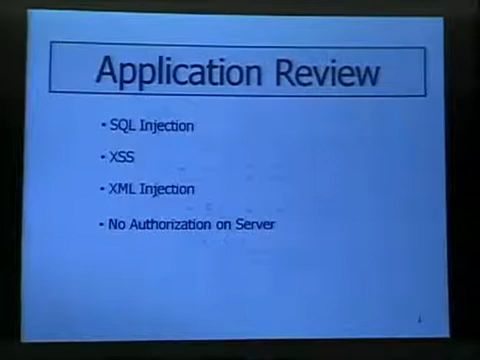 Application Review
• SQL Injection
• XSS
• XML Injection
• No Authorization on Server